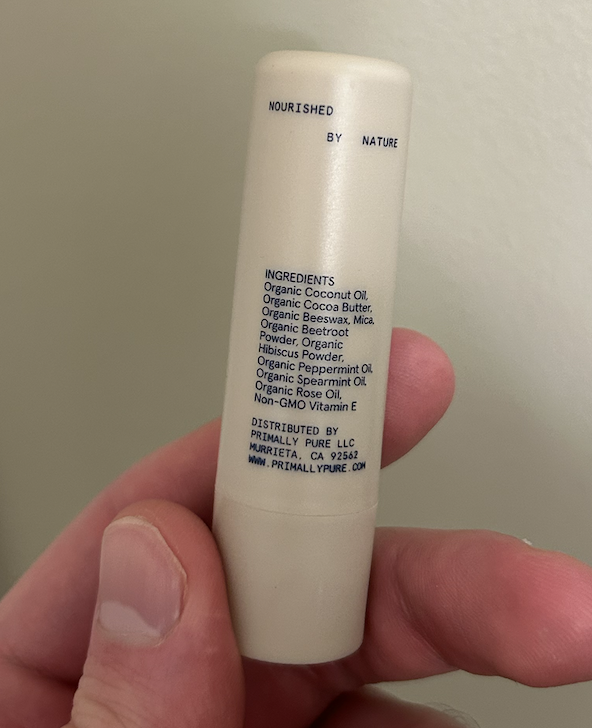 NOURISHED
BY NATURE
INGREDIENTS
Organic Coconut Oil,
Organic Cocoa Butter,
Organic Beeswax, Mica,
Organic Beetroot
Powder, Organic
Hibiscus Powder,
Organic Peppermint Oil,
Organic Spearmint Oil,
Organic Rose Oil,
Non-GMO Vitamin E
DISTRIBUTED BY
PRIMALLY PURE LLC
MURRIETA, CA 92562
WWW.PRIMALLYPURE.COM